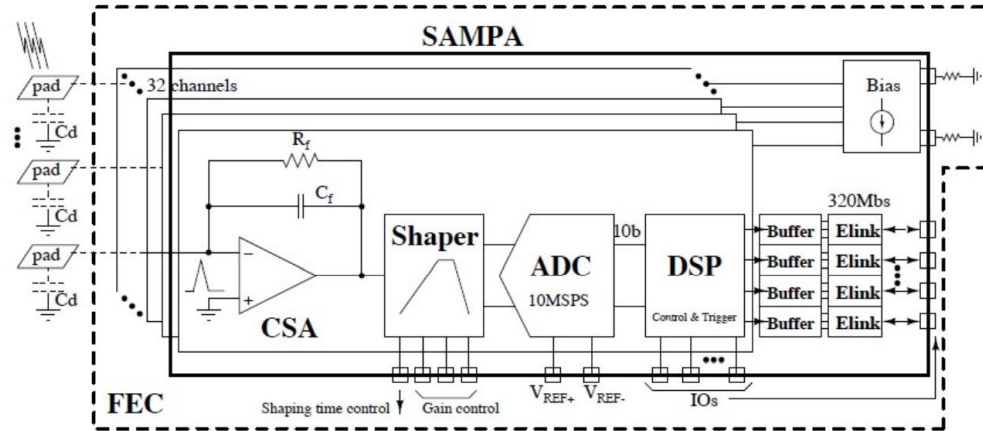 SAMPA
pad
32 channels
Bias
Cd
pad
Cd
pad
Cd
Rf
Cf
−
+
CSA
Shaper
ADC
10MSPS
10b
DSP
Control & Trigger
320Mbs
Buffer Elink
Buffer Elink
Buffer Elink
Buffer Elink
FEC
Shaping time control
Gain control
VREF+
VREF-
IOs